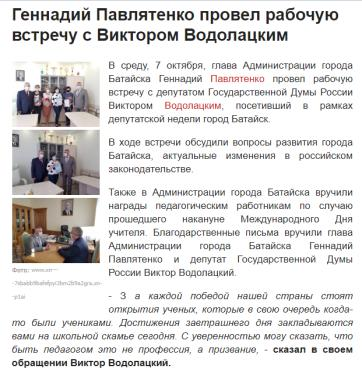 Геннадий Павлятенко провел рабочую
встречу с Виктором Водолацким
В среду, 7 октября, глава Администрации города
Батайска Геннадий Павлятенко провел рабочую
встречу с депутатом Государственной Думы России
Виктором Водолацким, посетивший в рамках
депутатской недели город Батайск.
В ходе встречи обсудили вопросы развития города
Батайска, актуальные изменения в российском
законодательстве.
Также в Администрации города Батайска вручили
награды педагогическим работникам по случаю
прошедшего накануне Международного Дня
учителя. Благодарственные письма вручили глава
Администрации города Батайска Геннадий
Павлятенко и депутат Государственной Думы
России Виктор Водолацкий.
Фото: www.xn--
-7sbabb9bafefpyi2bm2b9a2gra.xn-
-p1ai
- З а каждой победой нашей страны стоят
открытия ученых, которые в свою очередь когда-
то были учениками. Достижения завтрашнего дня закладываются
вами на школьной скамье сегодня. С уверенностью могу сказать, что
быть педагогом это не профессия, а призвание, - сказал в своем
обращении Виктор Водолацкий.